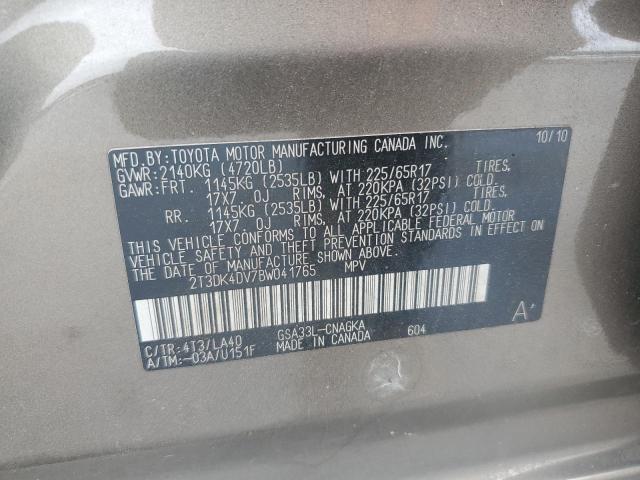 MFD.BY:TOYOTA MOTOR MANUFACTURING CANADA INC. 10/10
GVWR:2140KG (4720LB)
GAWR:FRT. 1145KG (2535LB) WITH 225/65R17 TIRES,
17X7.0J RIMS, AT 220KPA (32PSI) COLD.
RR. 1145KG (2535LB) WITH 225/65R17 TIRES,
17X7.0J RIMS, AT 220KPA (32PSI) COLD.
THIS VEHICLE CONFORMS TO ALL APPLICABLE FEDERAL MOTOR
VEHICLE SAFETY AND THEFT PREVENTION STANDARDS IN EFFECT
ON THE DATE OF MANUFACTURE SHOWN ABOVE.
2T3DK4DV7BW041765 MPV
A+
C/TR:4T3/LA40 GSA33L-CNAGKA 604
A/TM:-03A/U151F MADE IN CANADA